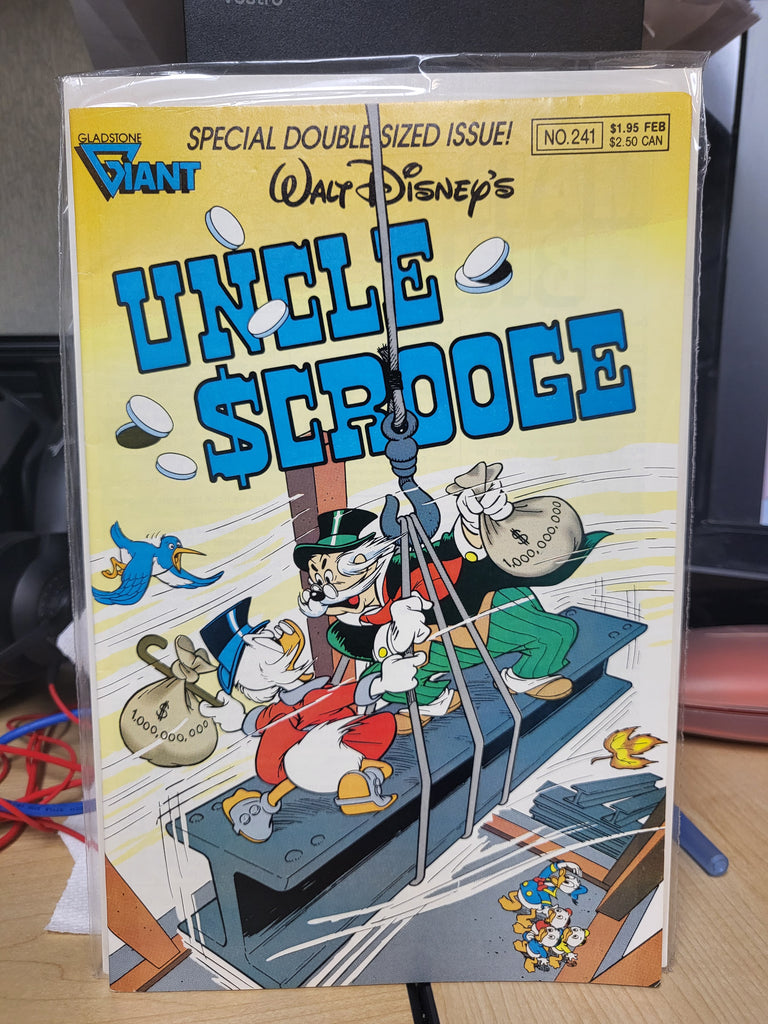 vostro
GLADSTONE
GIANT
SPECIAL DOUBLE SIZED ISSUE!
NO.241
$1.95 FEB
$2.50 CAN
WALT DISNEY'S
UNCLE
$CROOGE
$
1,000,000,000
$
1,000,000,000